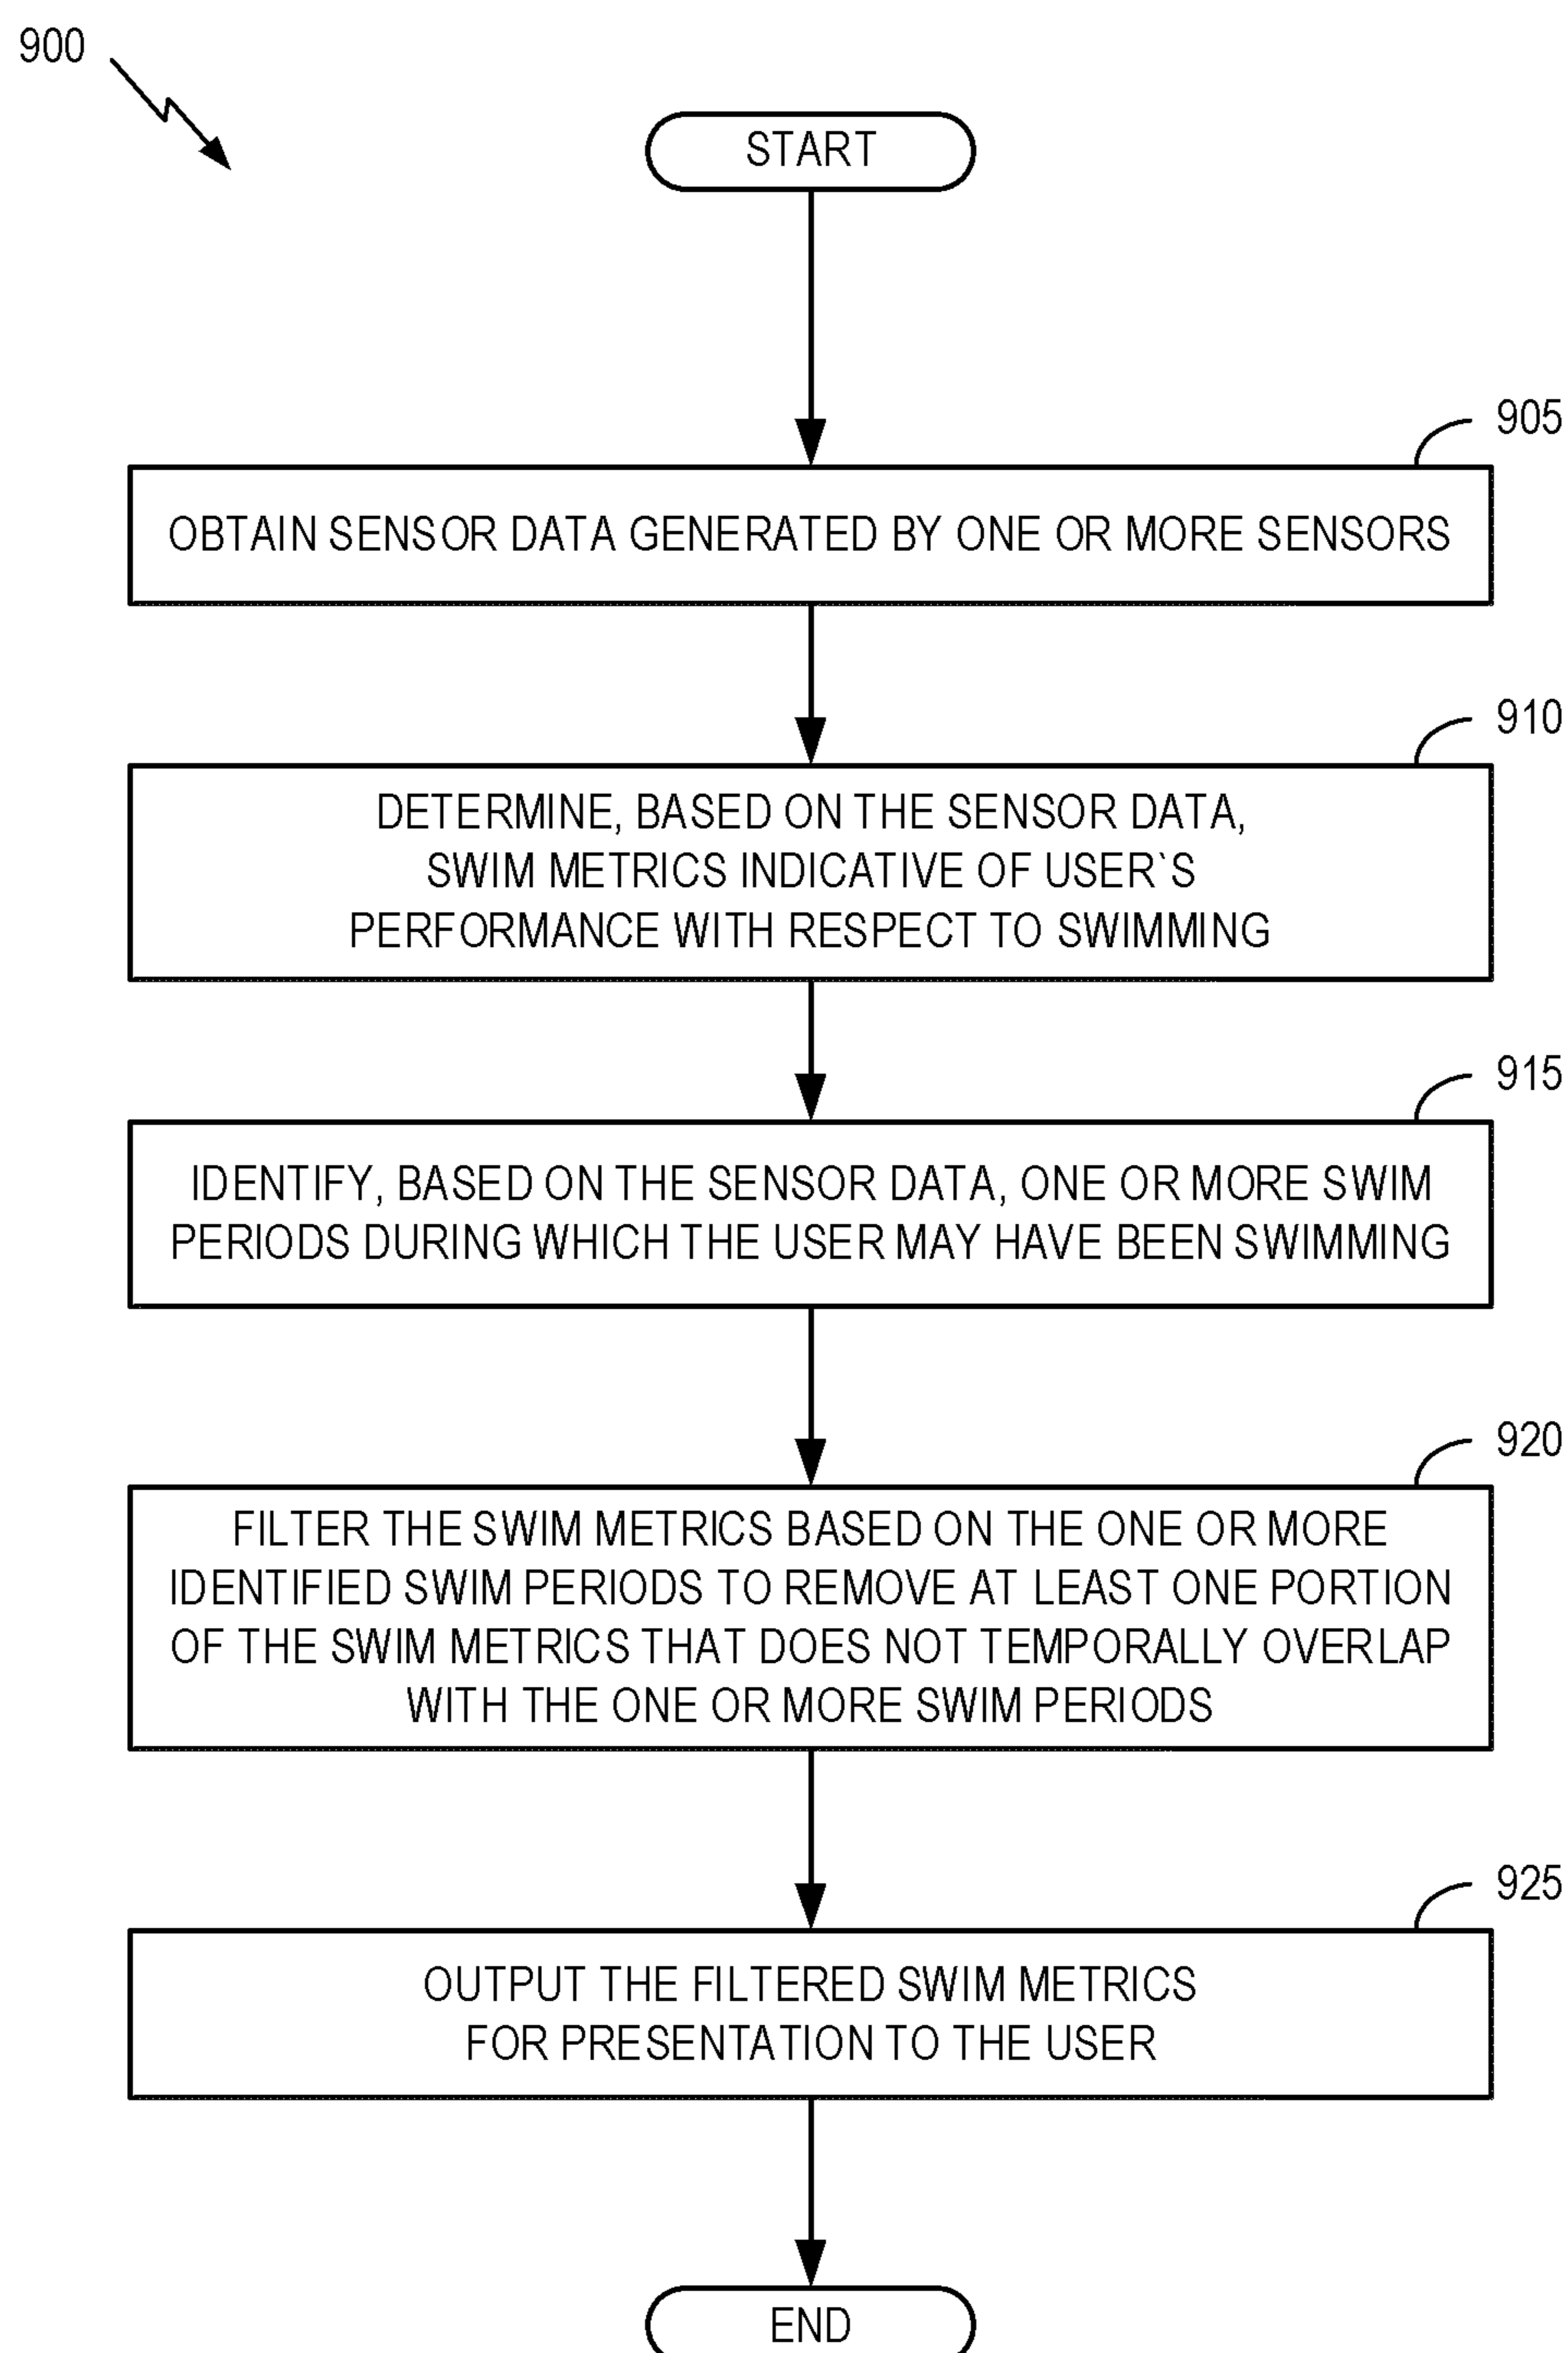 900
START
905
OBTAIN SENSOR DATA GENERATED BY ONE OR MORE SENSORS
910
DETERMINE, BASED ON THE SENSOR DATA,
SWIM METRICS INDICATIVE OF USER`S
PERFORMANCE WITH RESPECT TO SWIMMING
915
IDENTIFY, BASED ON THE SENSOR DATA, ONE OR MORE SWIM
PERIODS DURING WHICH THE USER MAY HAVE BEEN SWIMMING
920
FILTER THE SWIM METRICS BASED ON THE ONE OR MORE
IDENTIFIED SWIM PERIODS TO REMOVE AT LEAST ONE PORTION
OF THE SWIM METRICS THAT DOES NOT TEMPORALLY OVERLAP
WITH THE ONE OR MORE SWIM PERIODS
925
OUTPUT THE FILTERED SWIM METRICS
FOR PRESENTATION TO THE USER
END